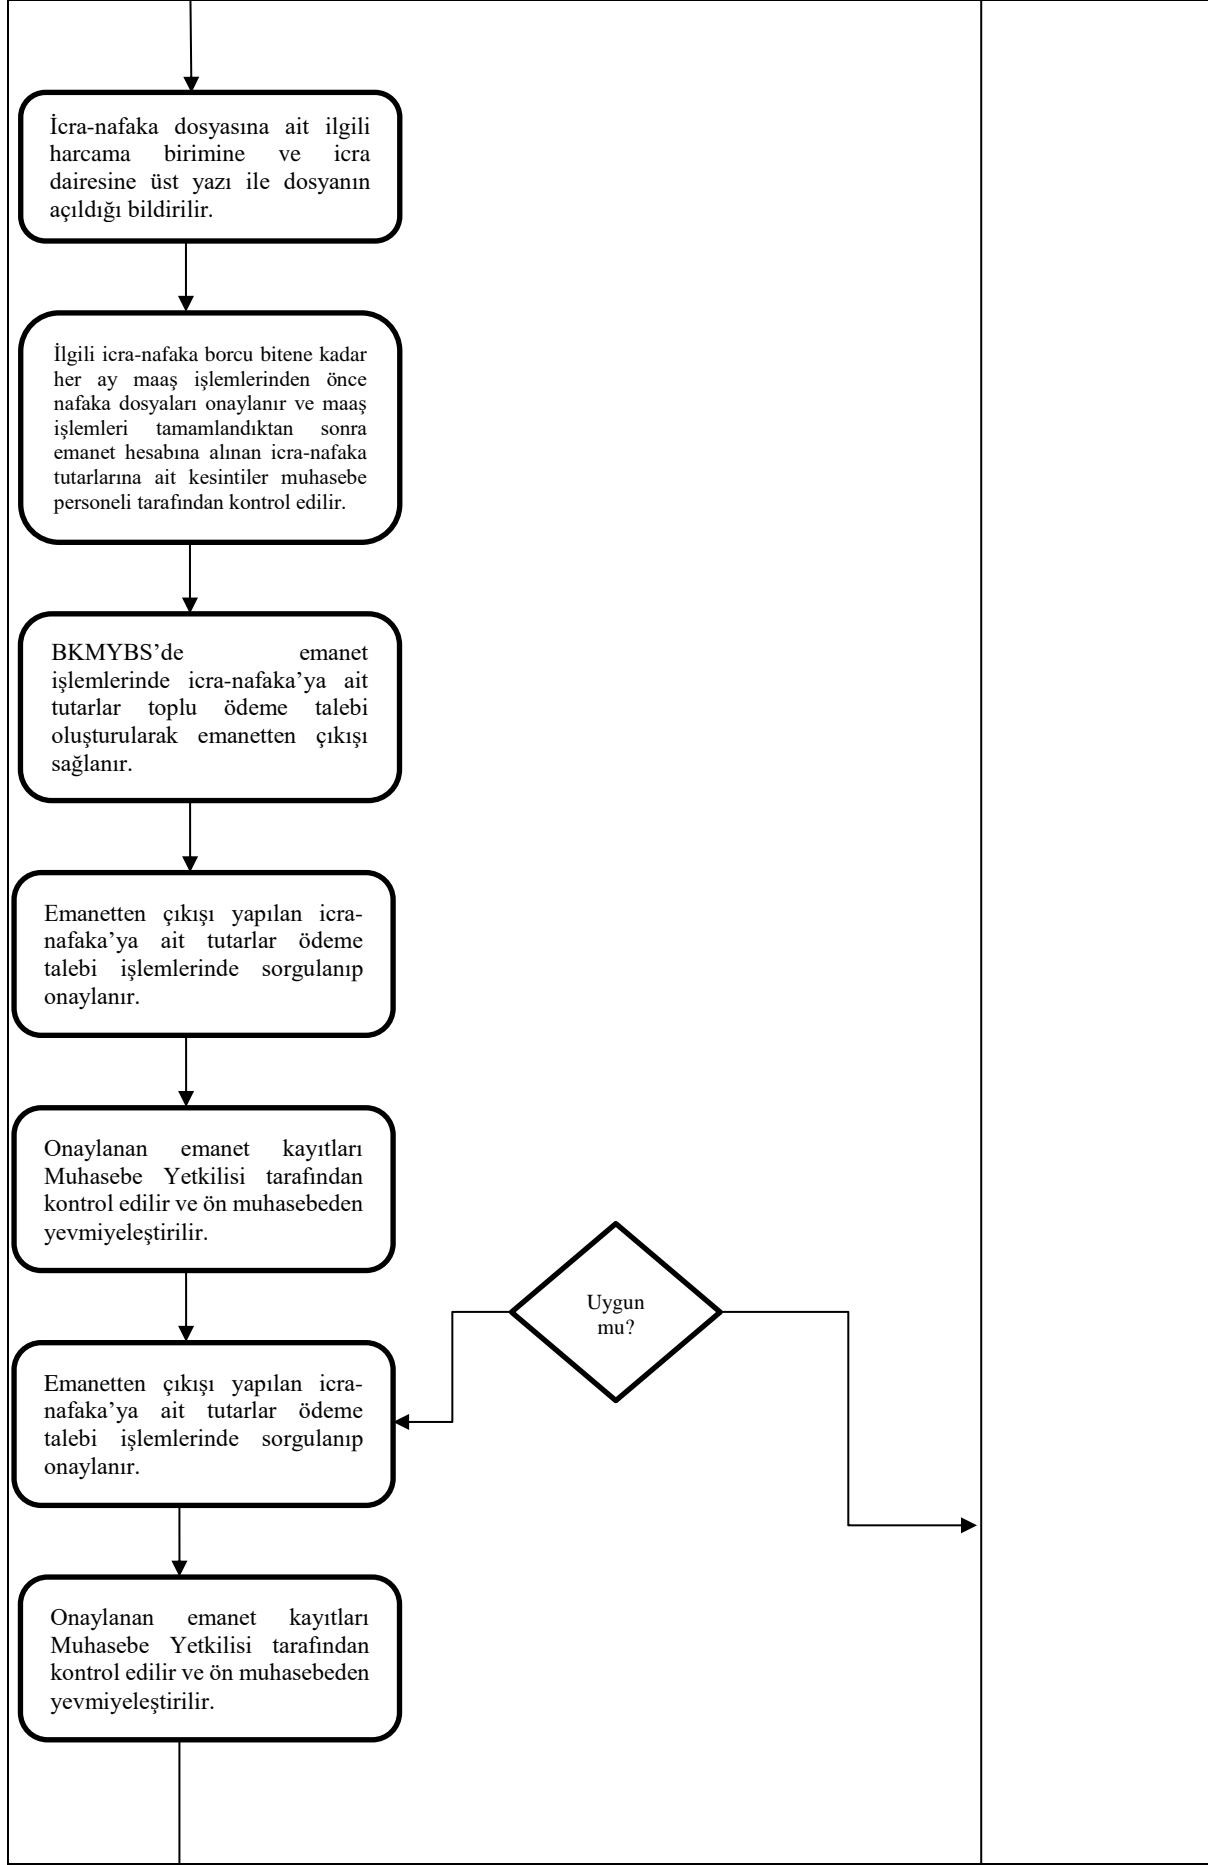 İcra-nafaka dosyasına ait ilgili
harcama birimine ve icra
dairesine üst yazı ile dosyanın
açıldığı bildirilir.
İlgili icra-nafaka borcu bitene kadar
her ay maaş işlemlerinden önce
nafaka dosyaları onaylanır ve maaş
işlemleri tamamlandıktan sonra
emanet hesabına alınan icra-nafaka
tutarlarına ait kesintiler muhasebe
personeli tarafından kontrol edilir.
BKMYBS’de emanet
işlemlerinde icra-nafaka’ya ait
tutarlar toplu ödeme talebi
oluşturularak emanetten çıkışı
sağlanır.
Emanetten çıkışı yapılan icra-
nafaka’ya ait tutarlar ödeme
talebi işlemlerinde sorgulanıp
onaylanır.
Onaylanan emanet kayıtları
Muhasebe Yetkilisi tarafından
kontrol edilir ve ön muhasebeden
yevmiyeleştirilir.
Uygun
mu?
Emanetten çıkışı yapılan icra-
nafaka’ya ait tutarlar ödeme
talebi işlemlerinde sorgulanıp
onaylanır.
Onaylanan emanet kayıtları
Muhasebe Yetkilisi tarafından
kontrol edilir ve ön muhasebeden
yevmiyeleştirilir.